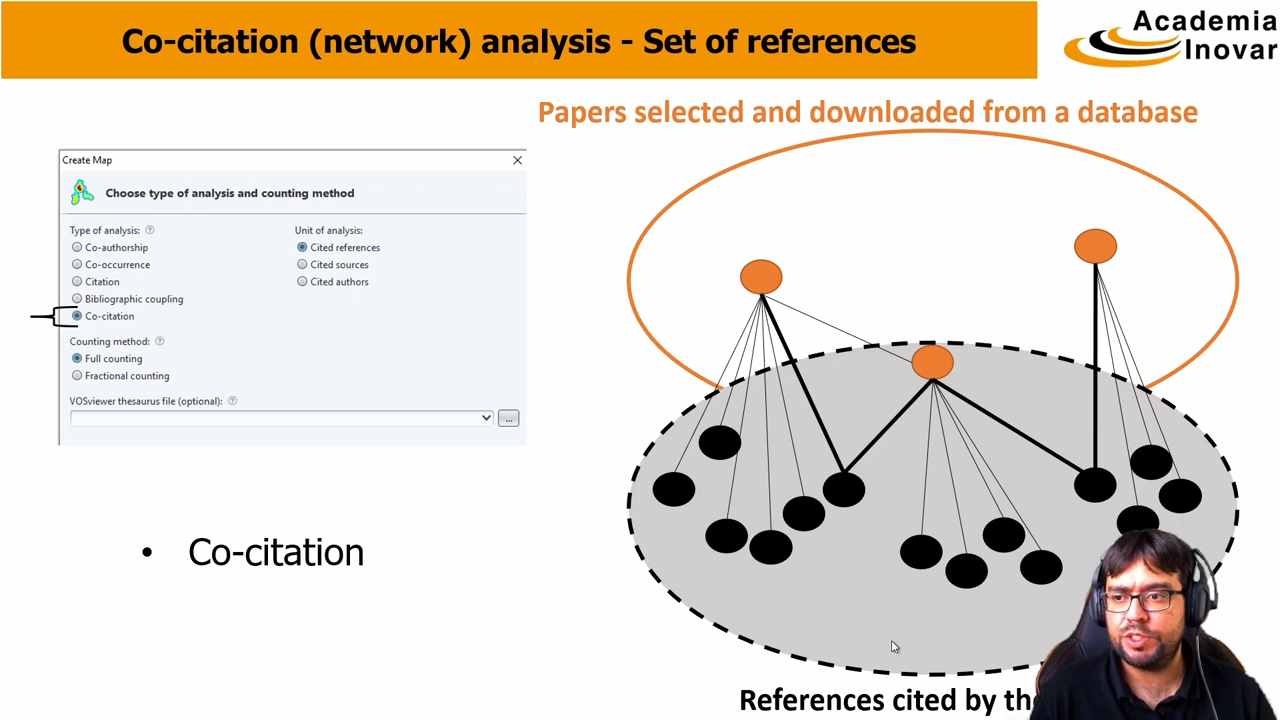 Co-citation (network) analysis - Set of references
Academia
Inovar
Papers selected and downloaded from a database
Create Map
Choose type of analysis and counting method
Type of analysis:
Unit of analysis:
Co-authorship
Cited references
Co-occurrence
Cited sources
Citation
Cited authors
Bibliographic coupling
Co-citation
Counting method:
Full counting
Fractional counting
VOSviewer thesaurus file (optional):
...
• Co-citation
References cited by the